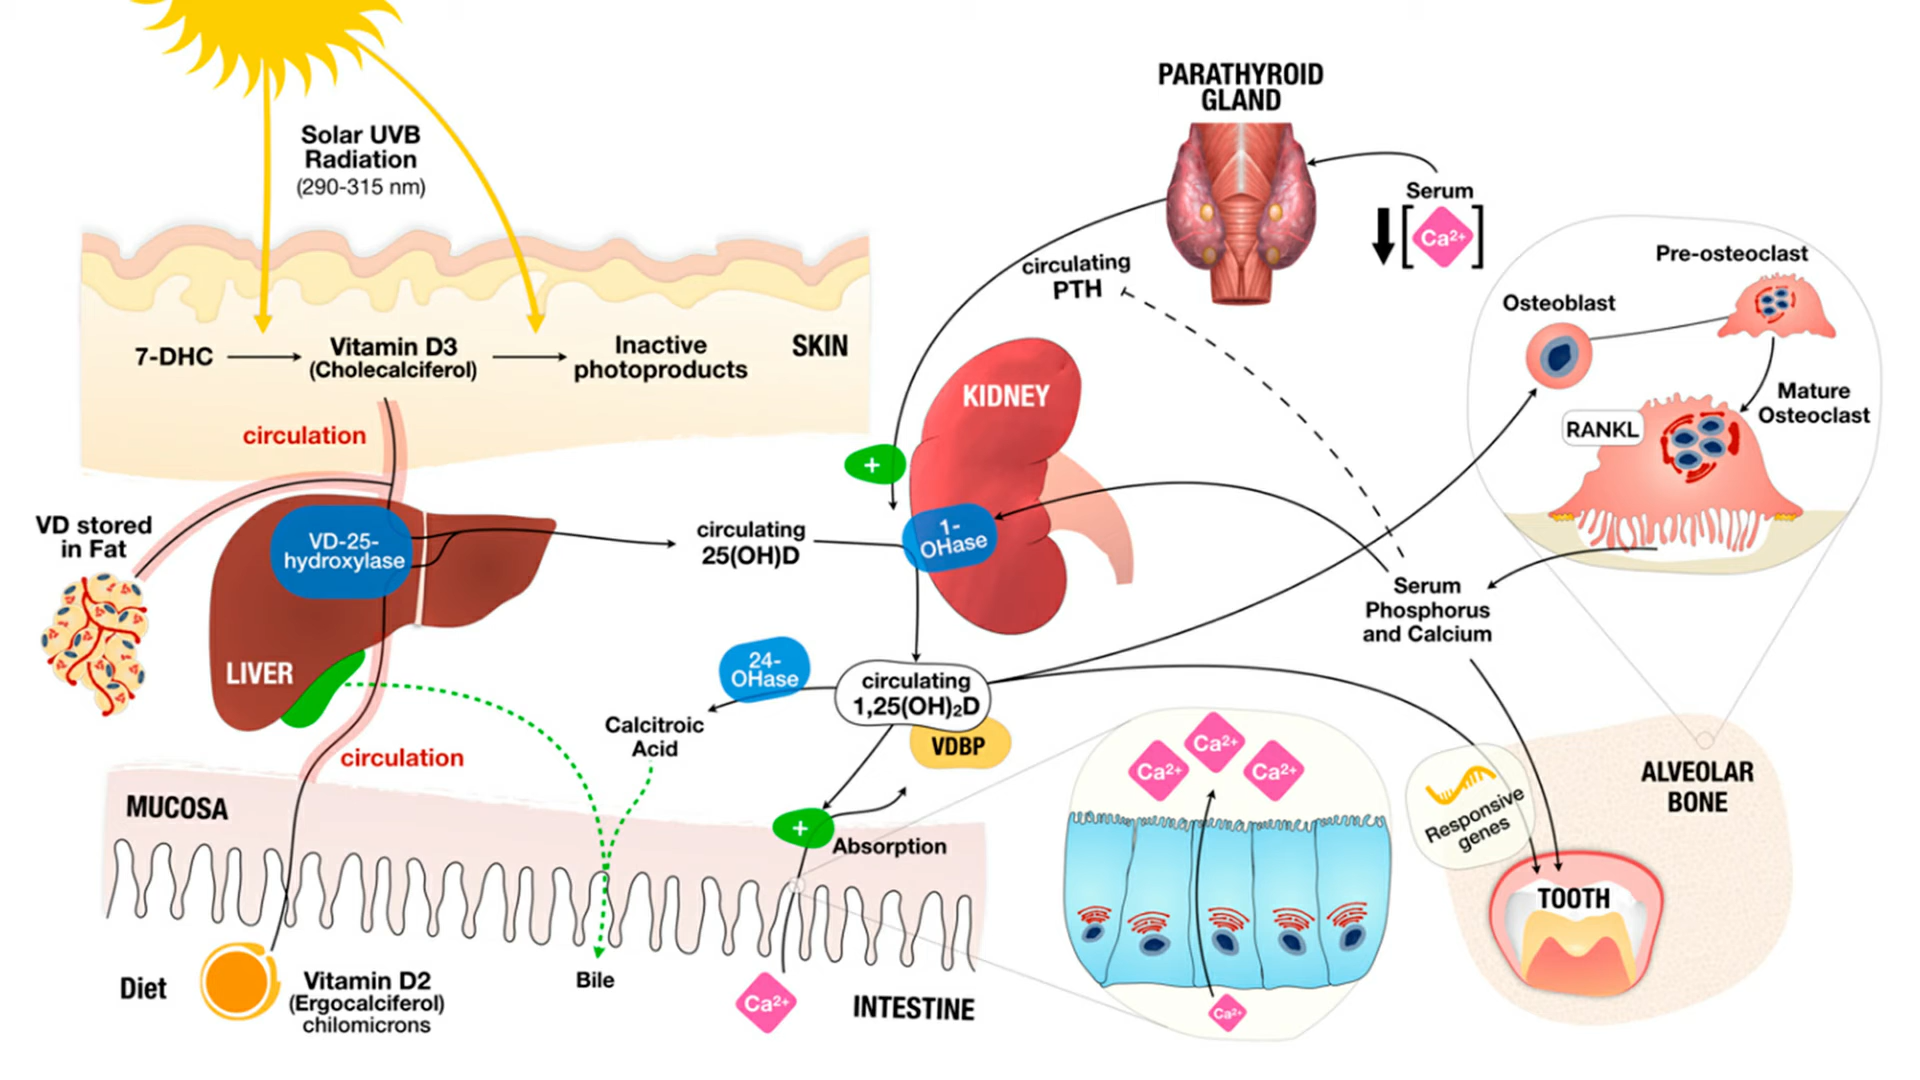 Solar UVB
Radiation
(290-315 nm)
7-DHC
Vitamin D3
(Cholecalciferol)
Inactive
photoproducts
SKIN
circulation
VD stored
in Fat
VD-25-
hydroxylase
LIVER
circulating
25(OH)D
PARATHYROID
GLAND
Serum
[Ca²⁺]
circulating
PTH
KIDNEY
+
1-
OHase
24-
OHase
circulating
1,25(OH)₂D
VDBP
Calcitroic
Acid
circulation
MUCOSA
+
Absorption
Diet
Vitamin D2
(Ergocalciferol)
chilomicrons
Bile
Ca²⁺
INTESTINE
Ca²⁺
Ca²⁺
Ca²⁺
Ca²⁺
Pre-osteoclast
Osteoblast
Mature
Osteoclast
RANKL
Serum
Phosphorus
and Calcium
Responsive
genes
ALVEOLAR
BONE
TOOTH